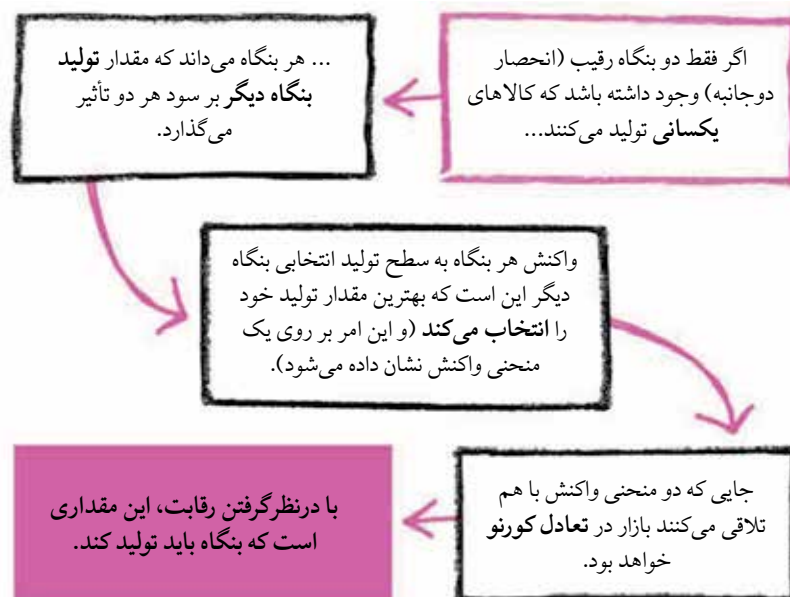 اگر فقط دو بنگاه رقیب (انحصار
دوجانبه) وجود داشته باشد که کالاهای
یکسانی تولید می‌کنند...
... هر بنگاه می‌داند که مقدار تولید
بنگاه دیگر بر سود هر دو تأثیر
می‌گذارد.
واکنش هر بنگاه به سطح تولید انتخابی بنگاه
دیگر این است که بهترین مقدار تولید خود
را انتخاب می‌کند (و این امر بر روی یک
منحنی واکنش نشان داده می‌شود).
جایی که دو منحنی واکنش با هم
تلاقی می‌کنند بازار در تعادل کورنو
خواهد بود.
با درنظرگرفتن رقابت، این مقداری
است که بنگاه باید تولید کند.